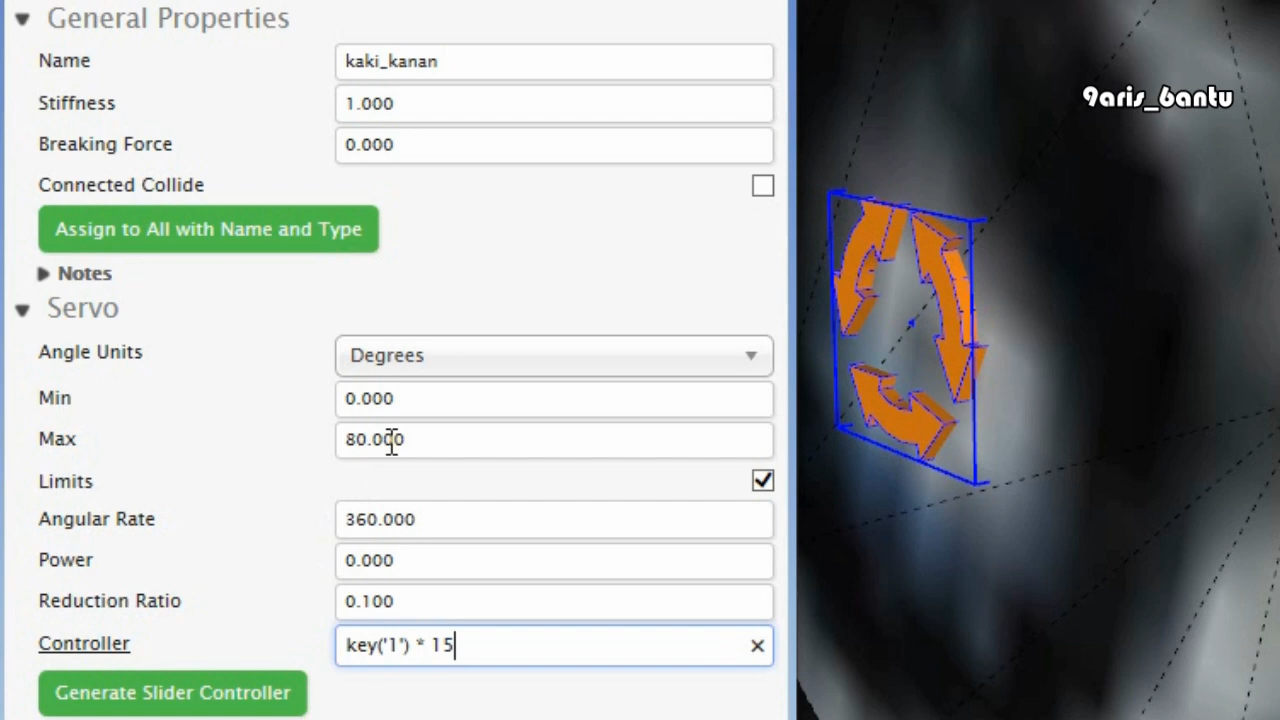 General Properties
Name kaki_kanan
Stiffness 1.000
Breaking Force 0.000
Connected Collide
Assign to All with Name and Type
Notes
Servo
Angle Units Degrees
Min 0.000
Max 80.000
Limits
Angular Rate 360.000
Power 0.000
Reduction Ratio 0.100
Controller key('1') * 15
Generate Slider Controller
9aris_6antu